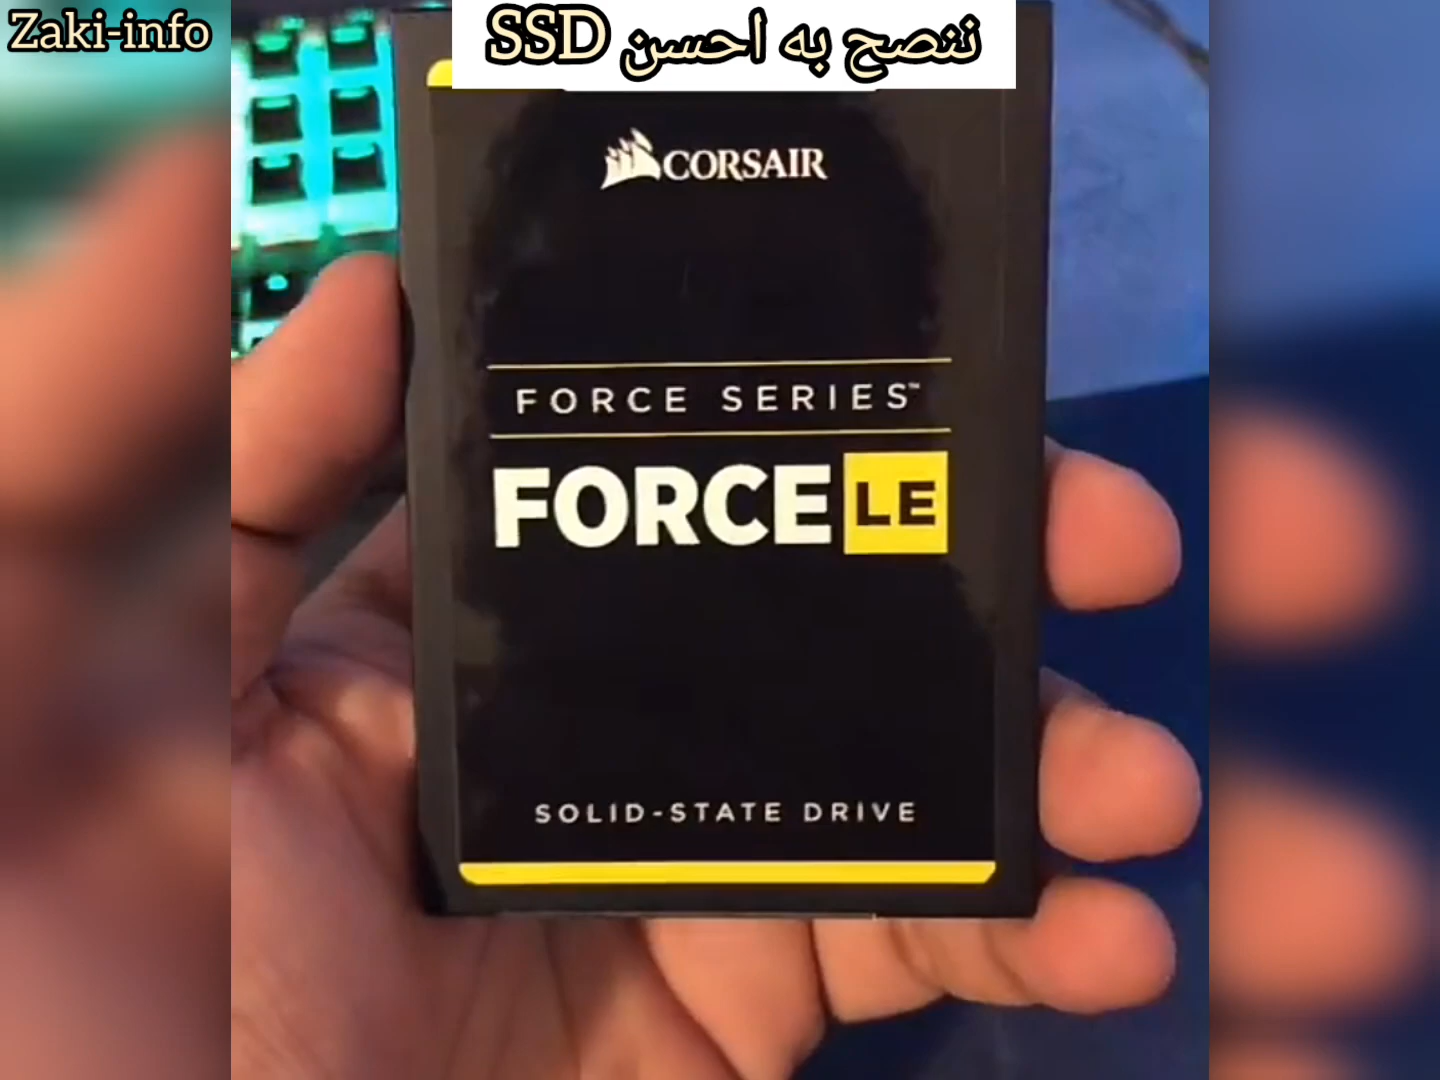 Zaki-info
ننصح به احسن SSD
CORSAIR
FORCE SERIES™
FORCE LE
SOLID-STATE DRIVE